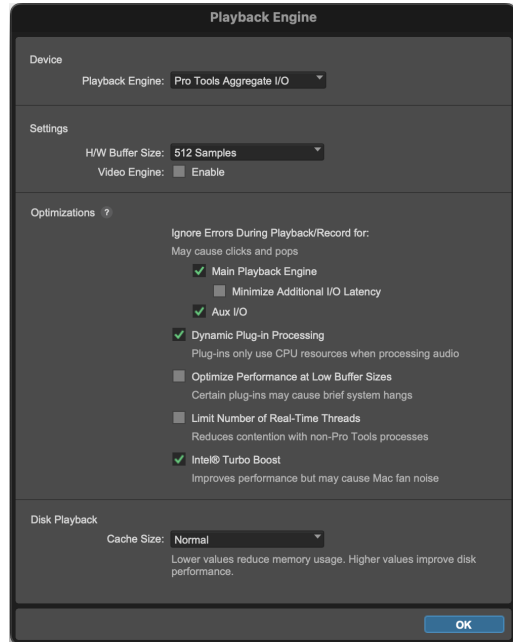 Playback Engine
Device
Playback Engine: Pro Tools Aggregate I/O
Settings
H/W Buffer Size: 512 Samples
Video Engine: Enable
Optimizations ?
Ignore Errors During Playback/Record for:
May cause clicks and pops
Main Playback Engine
Minimize Additional I/O Latency
Aux I/O
Dynamic Plug-in Processing
Plug-ins only use CPU resources when processing audio
Optimize Performance at Low Buffer Sizes
Certain plug-ins may cause brief system hangs
Limit Number of Real-Time Threads
Reduces contention with non-Pro Tools processes
Intel® Turbo Boost
Improves performance but may cause Mac fan noise
Disk Playback
Cache Size: Normal
Lower values reduce memory usage. Higher values improve disk
performance.
OK